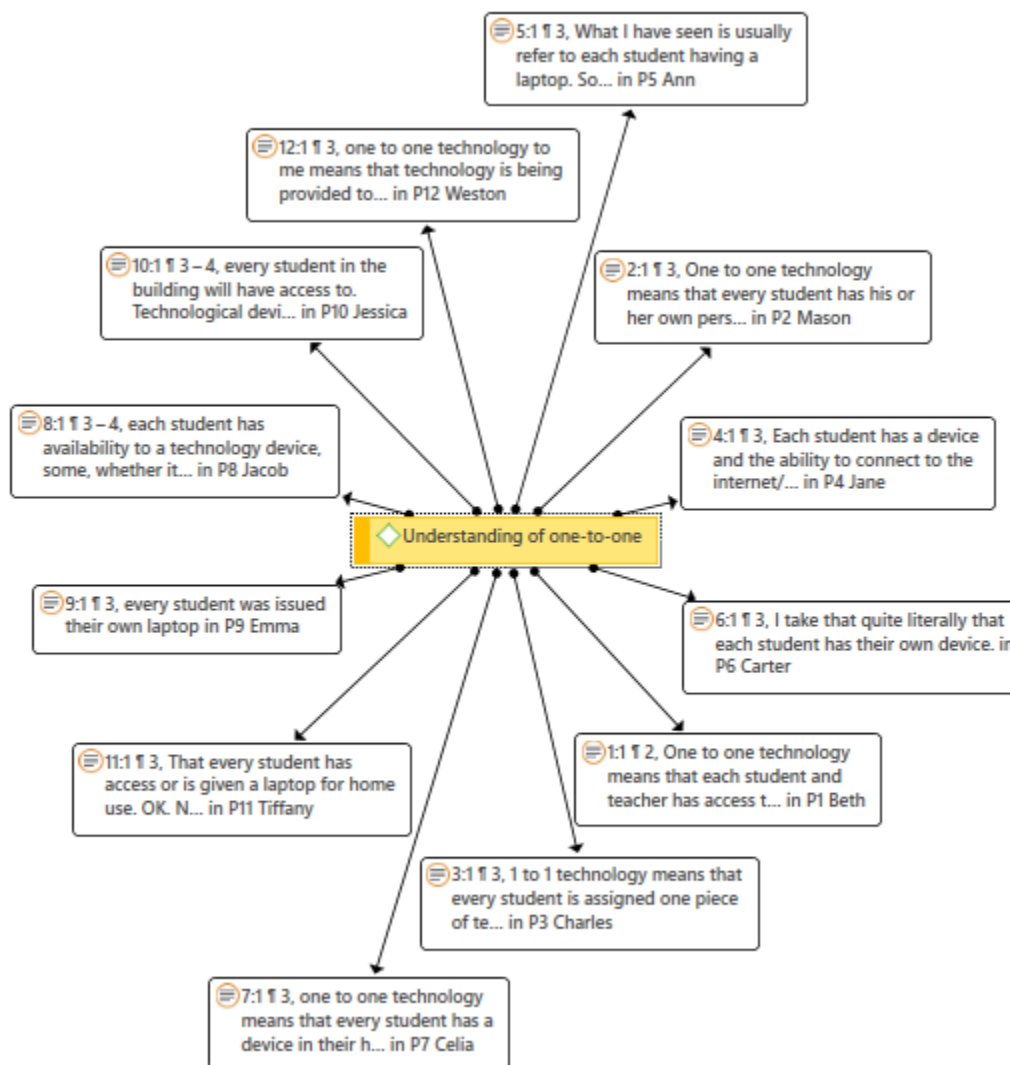 5:1 ¶ 3, What I have seen is usually
refer to each student having a
laptop. So... in P5 Ann
12:1 ¶ 3, one to one technology to
me means that technology is being
provided to... in P12 Weston
10:1 ¶ 3 – 4, every student in the
building will have access to.
Technological devi... in P10 Jessica
2:1 ¶ 3, One to one technology
means that every student has his or
her own pers... in P2 Mason
8:1 ¶ 3 – 4, each student has
availability to a technology device,
some, whether it... in P8 Jacob
4:1 ¶ 3, Each student has a device
and the ability to connect to the
internet/... in P4 Jane
Understanding of one-to-one
9:1 ¶ 3, every student was issued
their own laptop in P9 Emma
6:1 ¶ 3, I take that quite literally that
each student has their own device. in
P6 Carter
11:1 ¶ 3, That every student has
access or is given a laptop for home
use. OK. N... in P11 Tiffany
1:1 ¶ 2, One to one technology
means that each student and
teacher has access t... in P1 Beth
3:1 ¶ 3, 1 to 1 technology means that
every student is assigned one piece
of te... in P3 Charles
7:1 ¶ 3, one to one technology
means that every student has a
device in their h... in P7 Celia